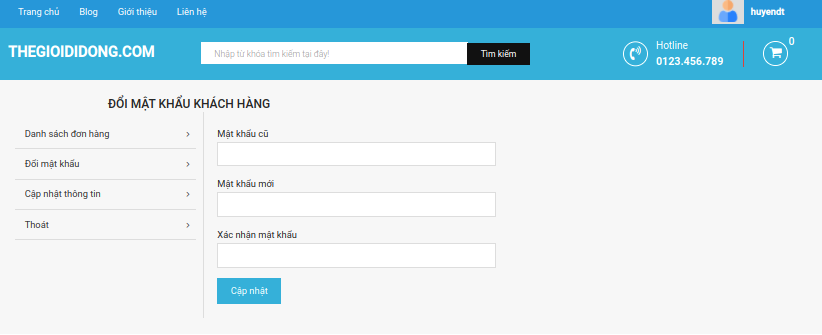 Trang chủ Blog Giới thiệu Liên hệ huyendt
THEGIOIDIDONG.COM Nhập từ khóa tìm kiếm tại đây! Tìm kiếm Hotline 0123.456.789 0
ĐỔI MẬT KHẨU KHÁCH HÀNG
Danh sách đơn hàng
Đổi mật khẩu
Cập nhật thông tin
Thoát
Mật khẩu cũ
Mật khẩu mới
Xác nhận mật khẩu
Cập nhật